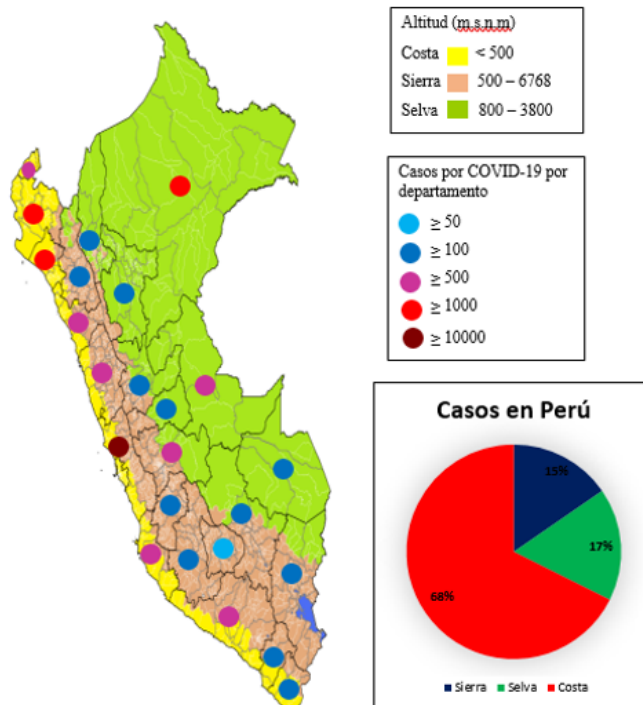 Altitud (m.s.n.m)
Costa < 500
Sierra 500 – 6768
Selva 800 – 3800
Casos por COVID-19 por
departamento
≥ 50
≥ 100
≥ 500
≥ 1000
≥ 10000
Casos en Perú
15%
17%
68%
Sierra Selva Costa